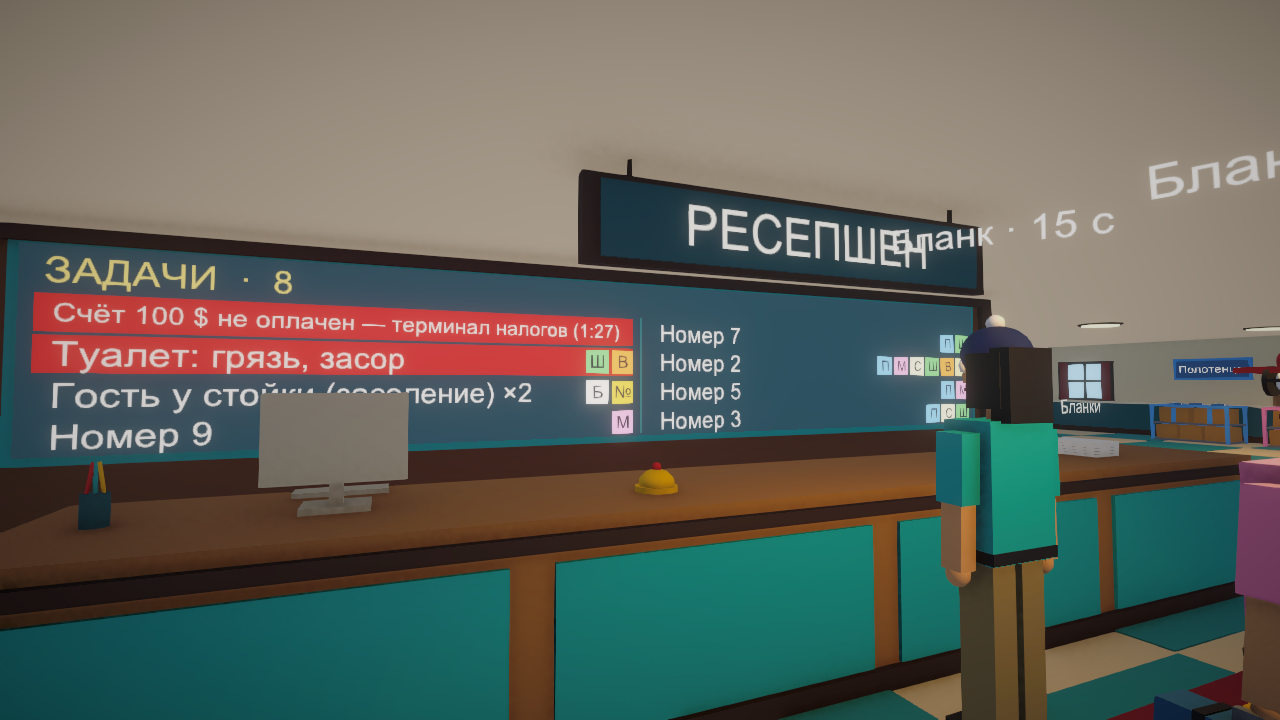 Блан
РЕСЕПШЕН
Бланк · 15 с
ЗАДАЧИ · 8
Счёт 100 $ не оплачен — терминал налогов (1:27)
Туалет: грязь, засор
Ш В
Гость у стойки (заселение) ×2
Б №
Номер 9
М
Номер 7
П
Номер 2
П М С Ш В
Номер 5
П
Номер 3
П С
Полотенц
Бланки